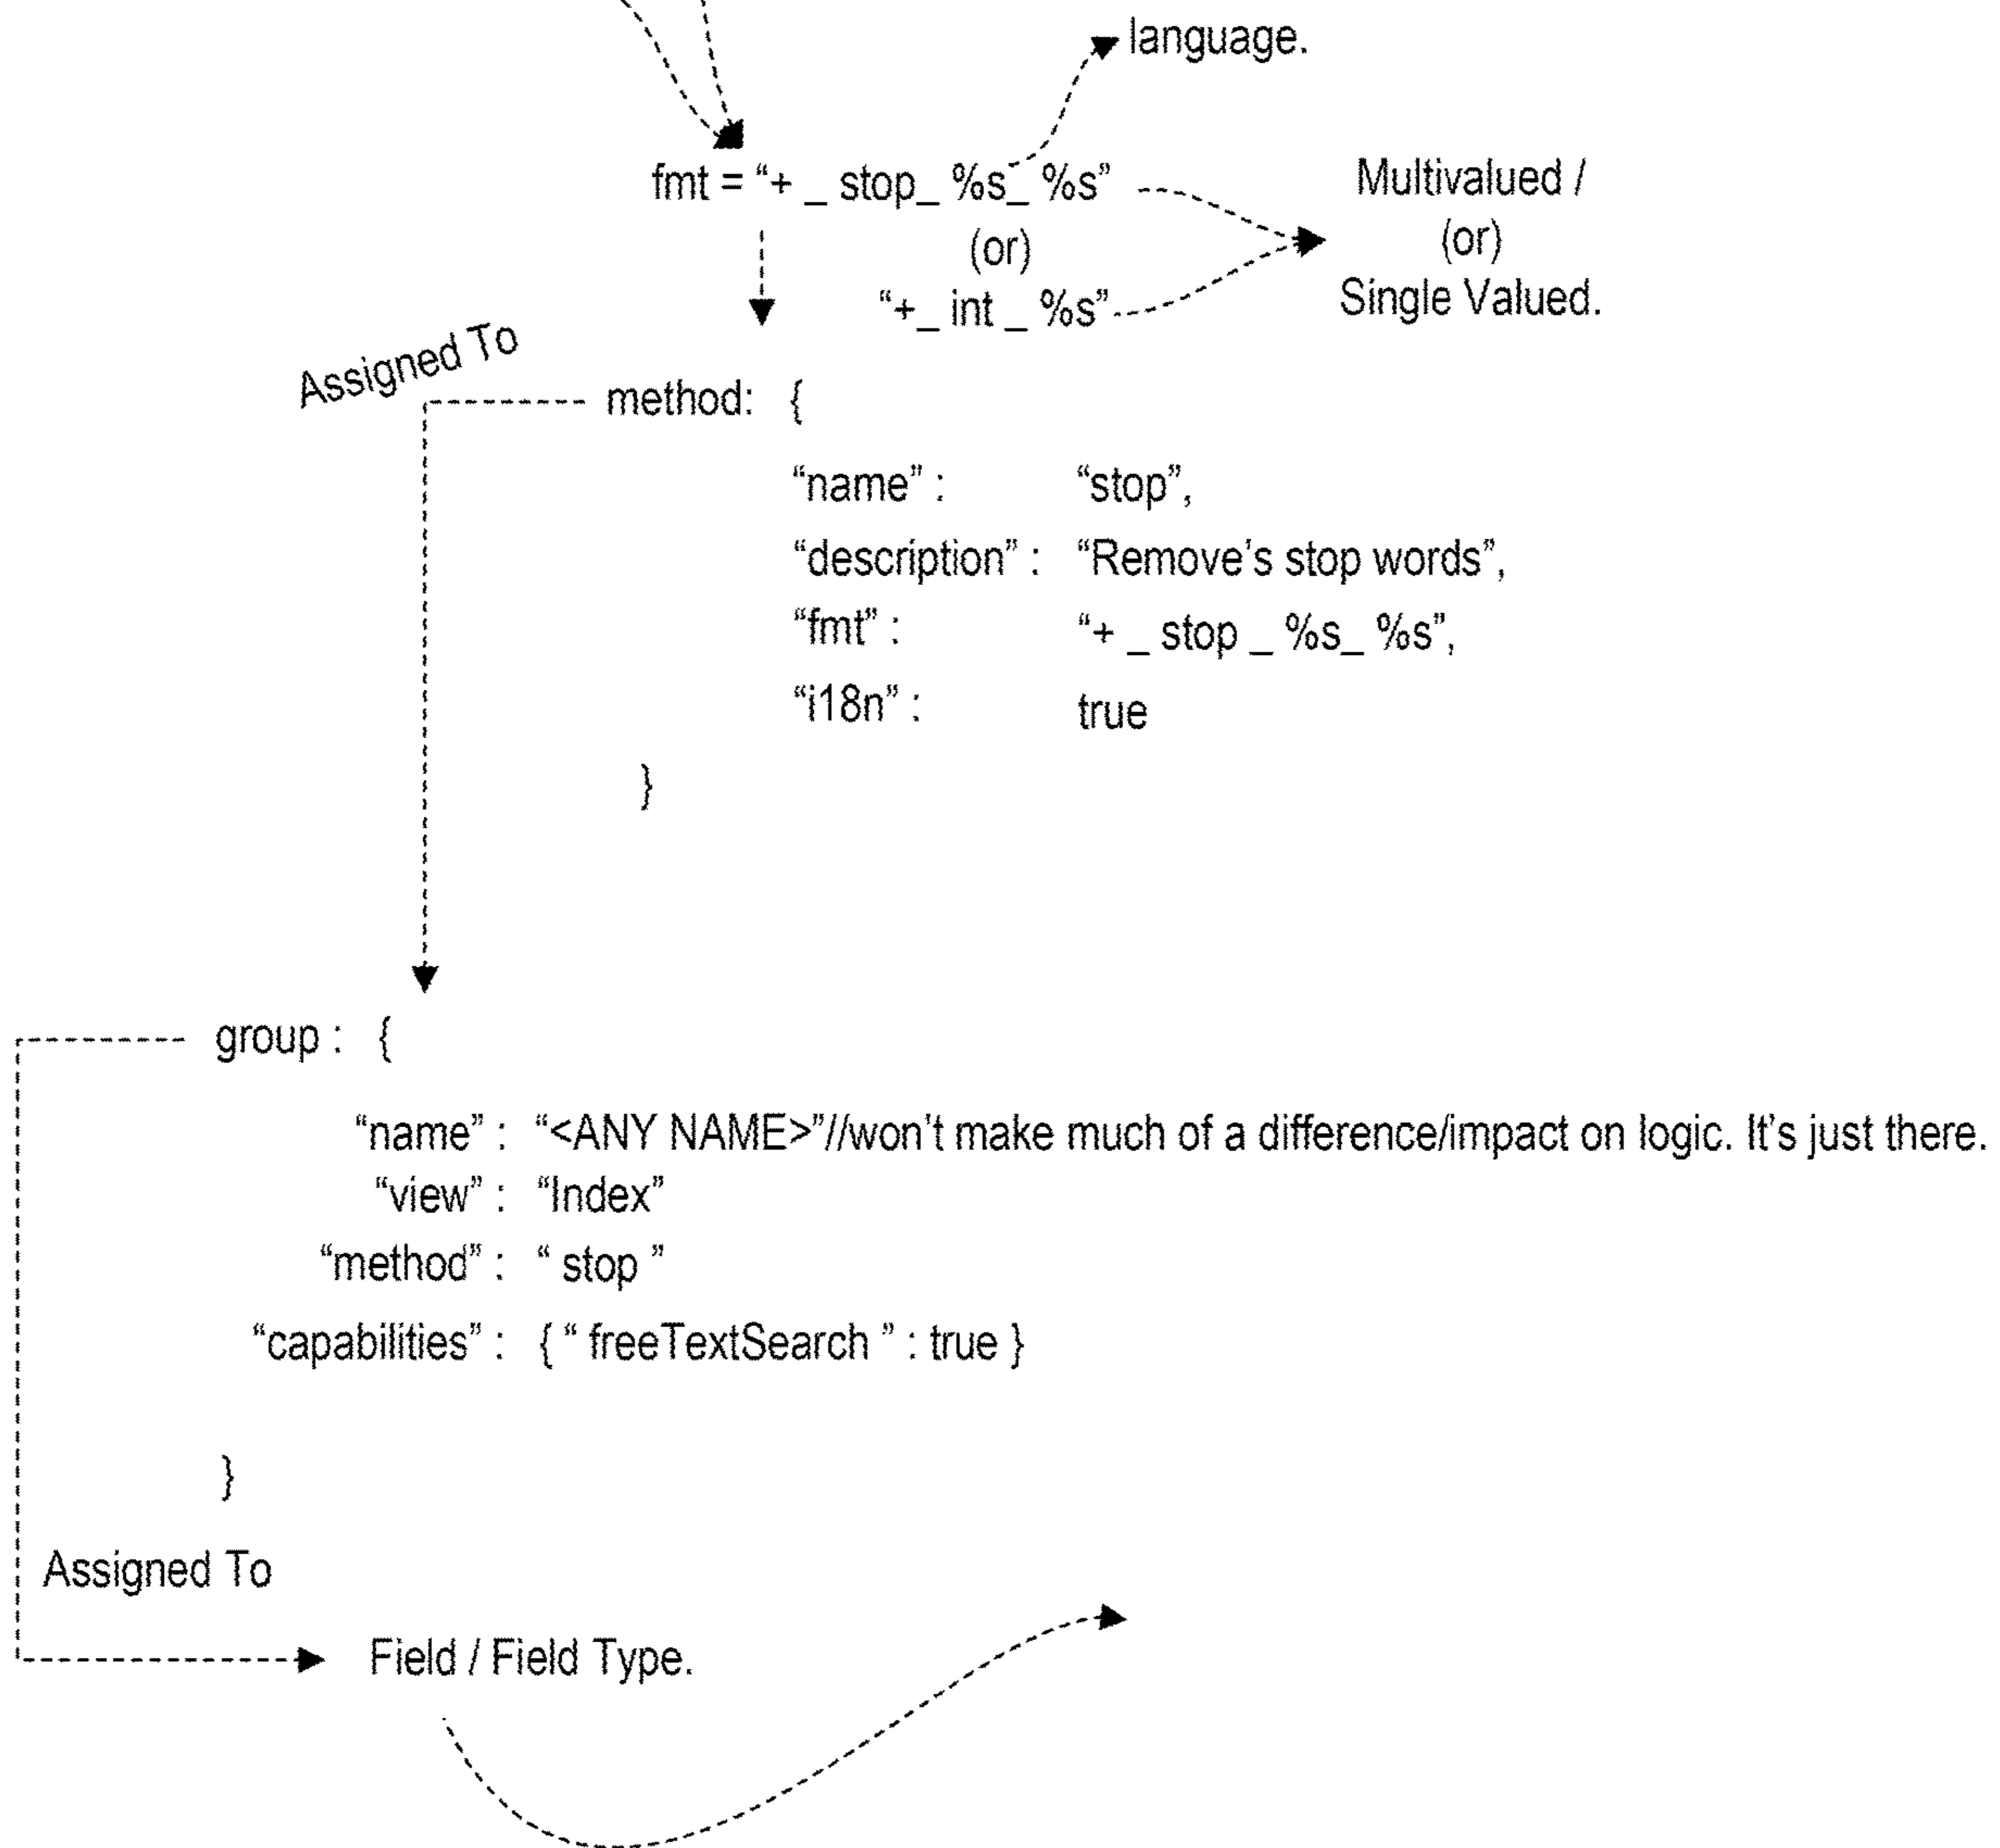 language.
fmt = “+ _ stop_ %s_ %s”
(or)
“+_ int _ %s”
Multivalued /
(or)
Single Valued.
Assigned To
method: {
“name” : “stop”,
“description” : “Remove’s stop words”,
“fmt” : “+ _ stop _ %s_ %s”,
“i18n” : true
}
group : {
“name” : “<ANY NAME>”//won’t make much of a difference/impact on logic. It’s just there.
“view” : “Index”
“method” : “ stop ”
“capabilities” : { “ freeTextSearch ” : true }
}
Assigned To
Field / Field Type.